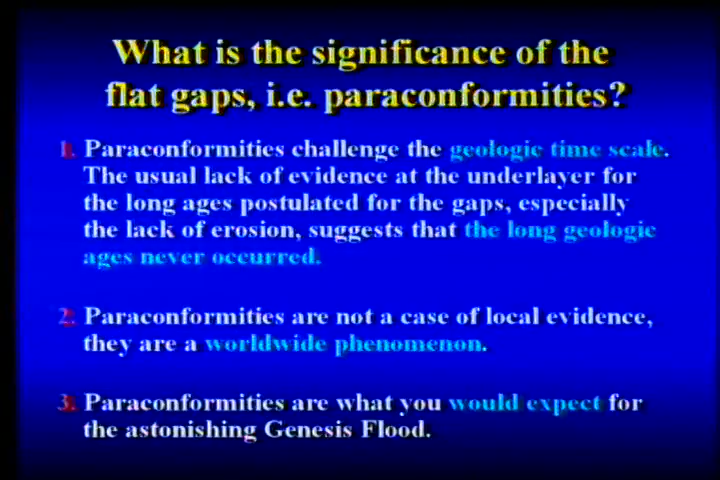 What is the significance of the
flat gaps, i.e. paraconformities?
1. Paraconformities challenge the geologic time scale.
The usual lack of evidence at the underlayer for
the long ages postulated for the gaps, especially
the lack of erosion, suggests that the long geologic
ages never occurred.
2. Paraconformities are not a case of local evidence,
they are a worldwide phenomenon.
3. Paraconformities are what you would expect for
the astonishing Genesis Flood.